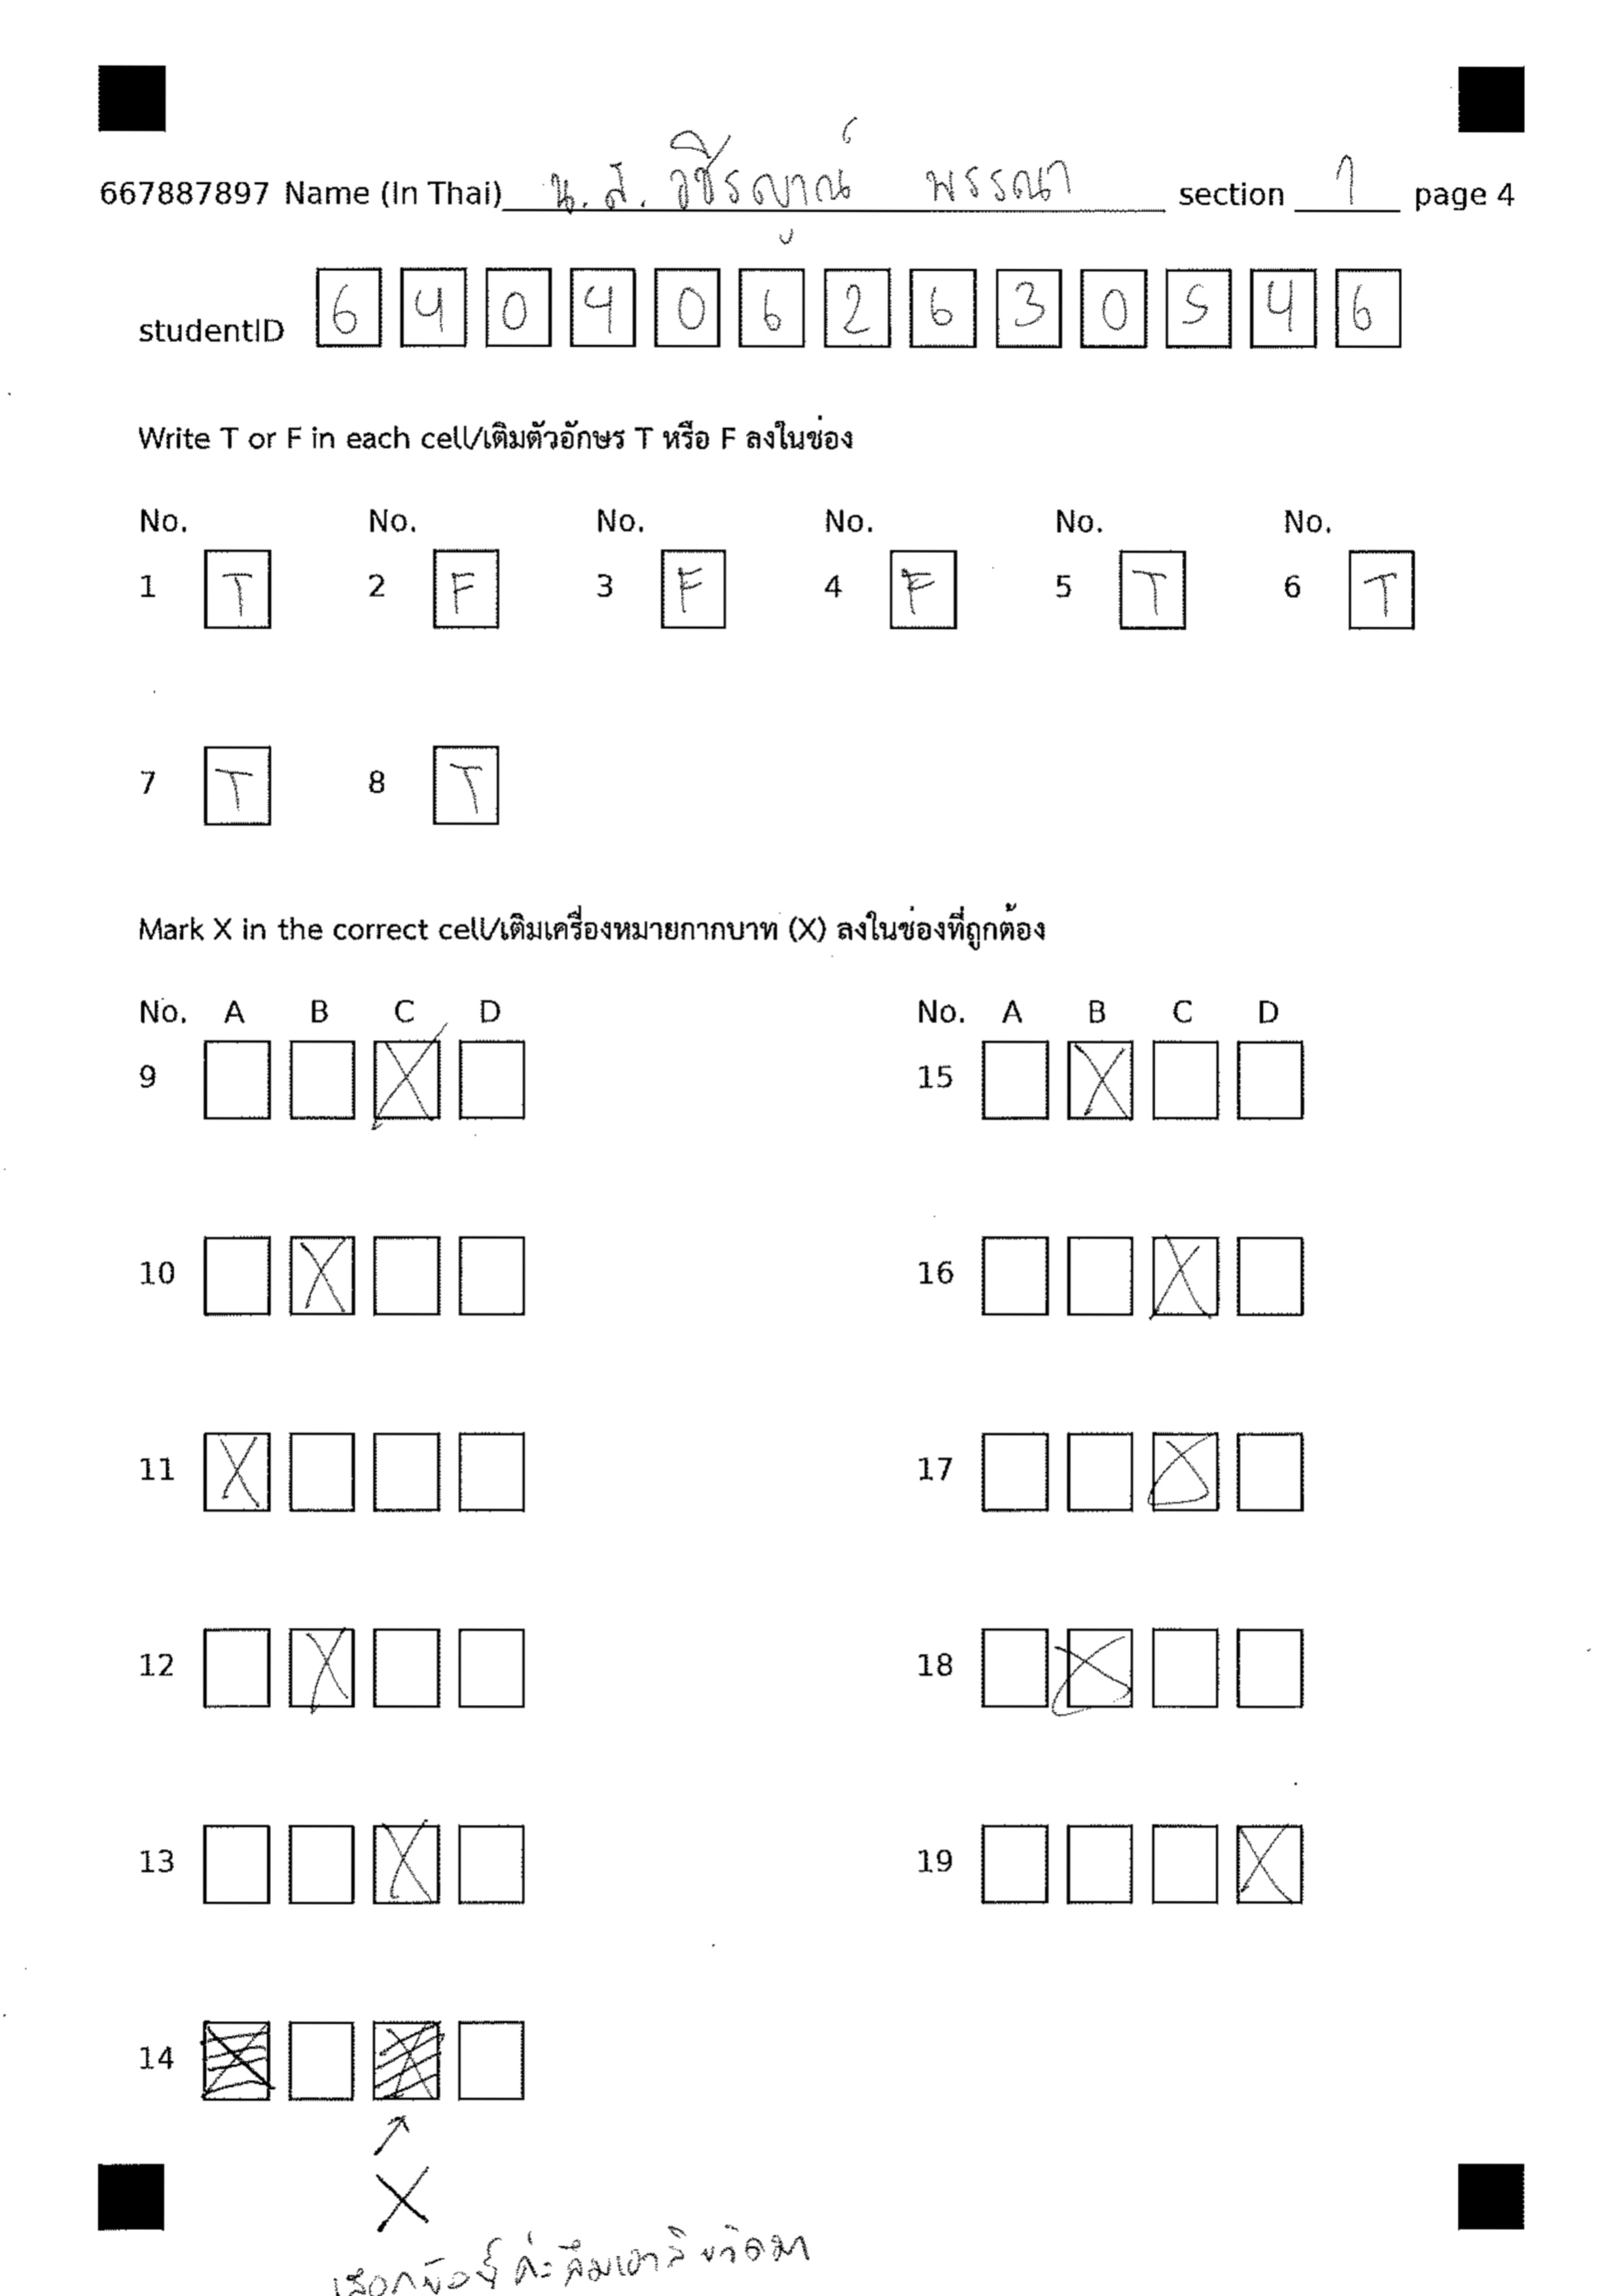 667887897 Name (In Thai) น.ส. วชิรญาณ์ พรรณา section 1 page 4
studentID 6 4 0 4 0 6 2 6 3 0 5 4 6
Write T or F in each cell/เติมตัวอักษร T หรือ F ลงในช่อง
No. No. No. No. No. No.
1 T 2 F 3 F 4 F 5 T 6 T
7 T 8 T
Mark X in the correct cell/เติมเครื่องหมายกากบาท (X) ลงในช่องที่ถูกต้อง
No. A B C D No. A B C D
9 X 15 X
10 X 16 X
11 X 17 X
12 X 18 X
13 X 19 X
14
X
เลือกข้อนี้ค่ะ ลืมเอาลิขวิดมา